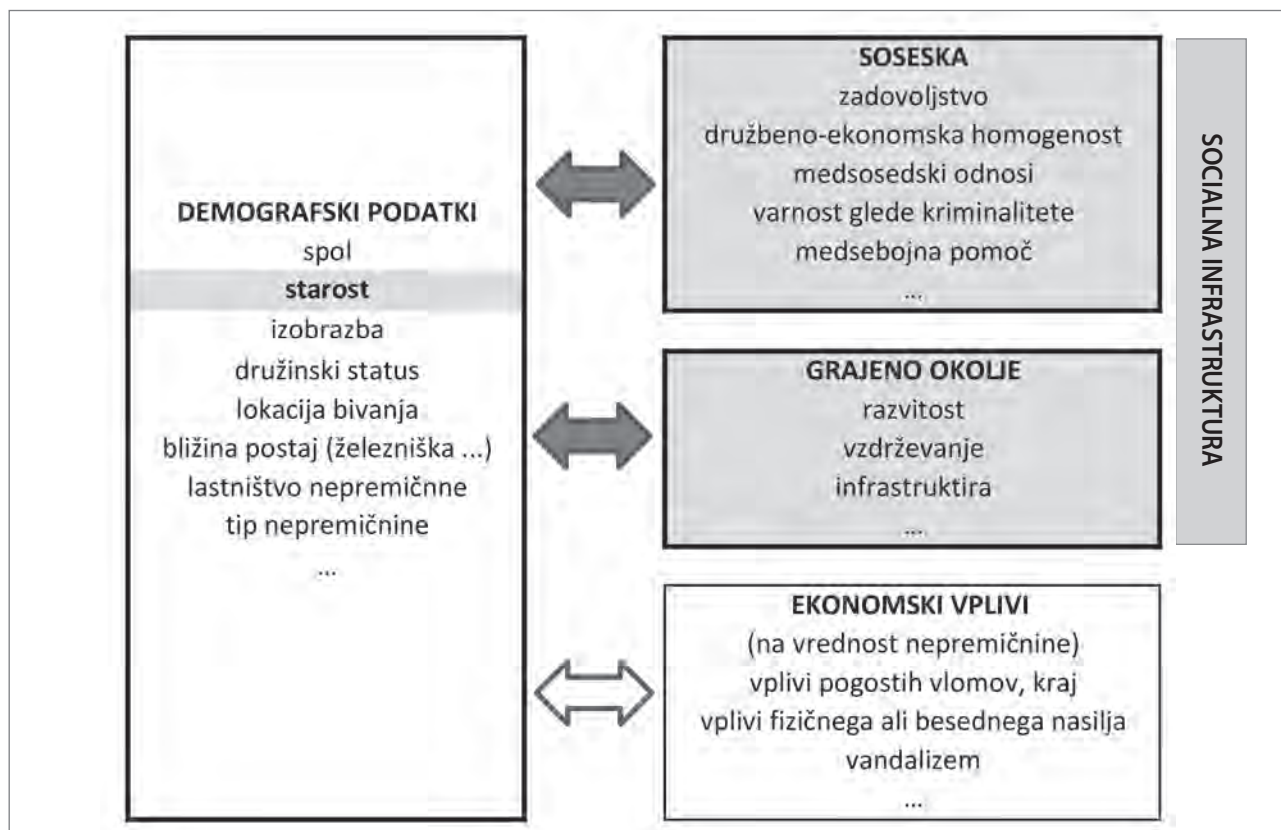 DEMOGRAFSKI PODATKI
spol
starost
izobrazba
družinski status
lokacija bivanja
bližina postaj (železniška ...)
lastništvo nepremičnne
tip nepremičnine
...
SOSESKA
zadovoljstvo
družbeno-ekonomska homogenost
medsosedski odnosi
varnost glede kriminalitete
medsebojna pomoč
...
GRAJENO OKOLJE
razvitost
vzdrževanje
infrastruktira
...
EKONOMSKI VPLIVI
(na vrednost nepremičnine)
vplivi pogostih vlomov, kraj
vplivi fizičnega ali besednega nasilja
vandalizem
...
SOCIALNA INFRASTRUKTURA